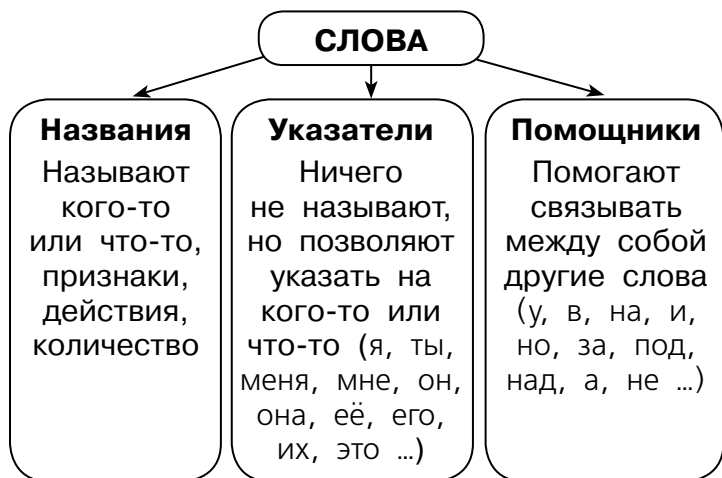 СЛОВА
Названия
Называют
кого-то
или что-то,
признаки,
действия,
количество
Указатели
Ничего
не называют,
но позволяют
указать на
кого-то или
что-то (я, ты,
меня, мне, он,
она, её, его,
их, это ...)
Помощники
Помогают
связывать
между собой
другие слова
(у, в, на, и,
но, за, под,
над, а, не ...)